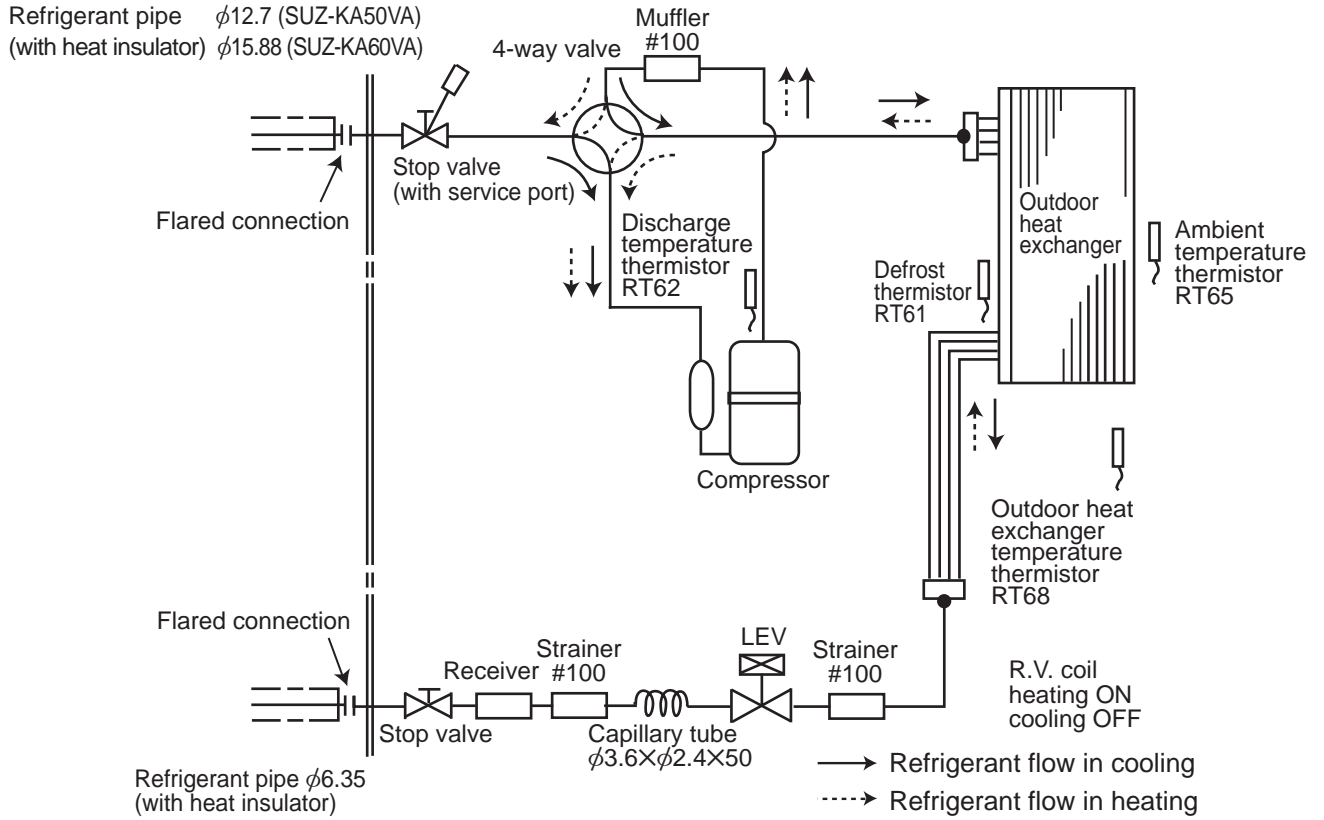 Refrigerant pipe ϕ12.7 (SUZ-KA50VA)
(with heat insulator) ϕ15.88 (SUZ-KA60VA)
4-way valve
Muffler
#100
Stop valve
(with service port)
Flared connection
Discharge
temperature
thermistor
RT62
Outdoor
heat
exchanger
Ambient
temperature
thermistor
RT65
Defrost
thermistor
RT61
Compressor
Outdoor heat
exchanger
temperature
thermistor
RT68
Flared connection
Receiver
Strainer
#100
LEV
Strainer
#100
R.V. coil
heating ON
cooling OFF
Stop valve
Capillary tube
ϕ3.6×ϕ2.4×50
Refrigerant pipe ϕ6.35
(with heat insulator)
Refrigerant flow in cooling
Refrigerant flow in heating